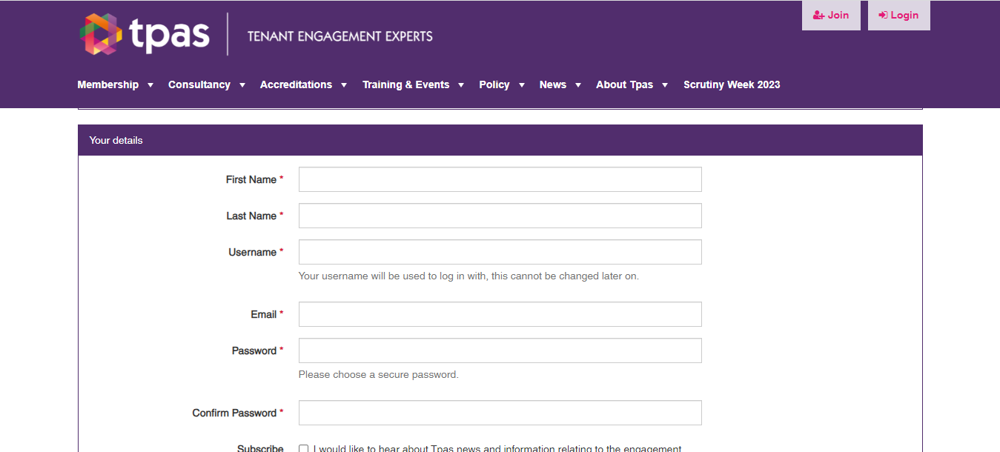 Join
Login
tpas
TENANT ENGAGEMENT EXPERTS
Membership Consultancy Accreditations Training & Events Policy News About Tpas Scrutiny Week 2023
Your details
First Name *
Last Name *
Username *
Your username will be used to log in with, this cannot be changed later on.
Email *
Password *
Please choose a secure password.
Confirm Password *
Subscribe I would like to hear about Tpas news and information relating to the engagement